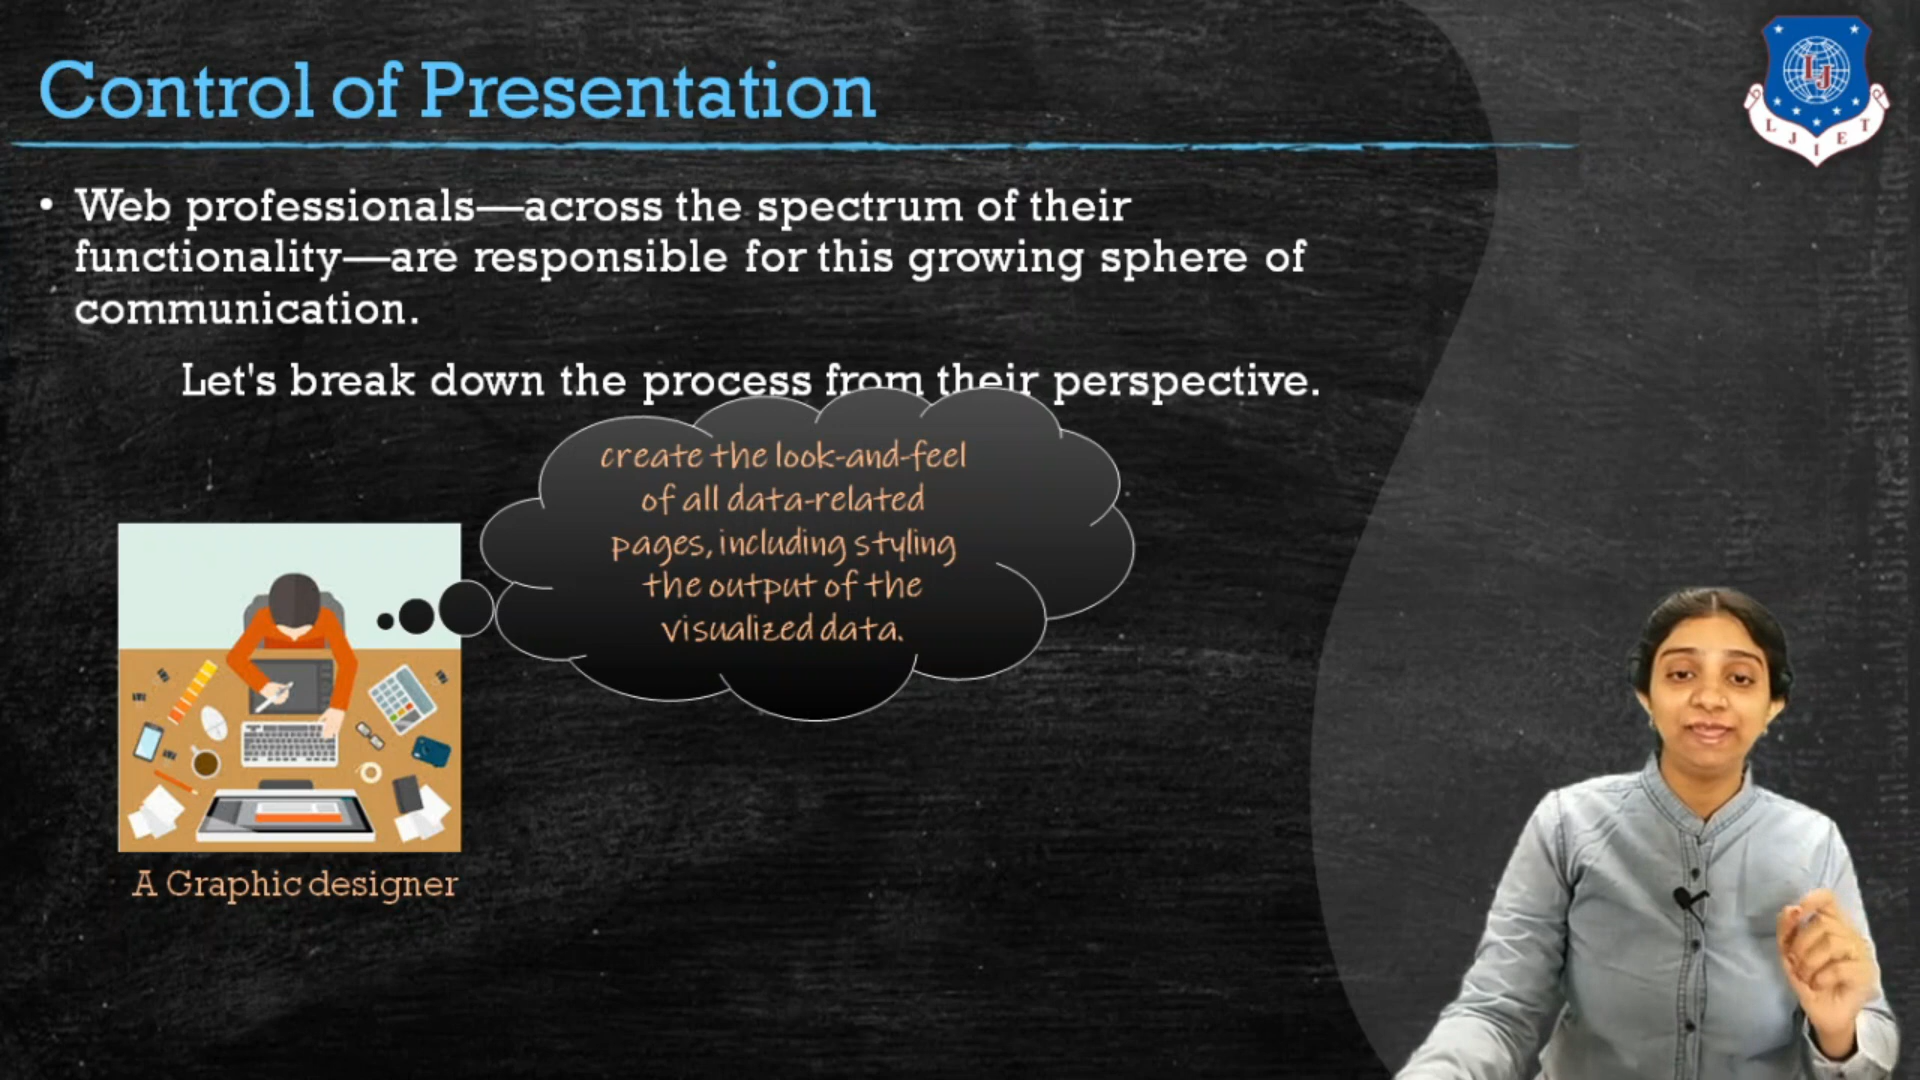 Control of Presentation
• Web professionals—across the spectrum of their
functionality—are responsible for this growing sphere of
communication.
Let's break down the process from their perspective.
create the look-and-feel
of all data-related
pages, including styling
the output of the
visualized data.
A Graphic designer
LJ
L J I E T